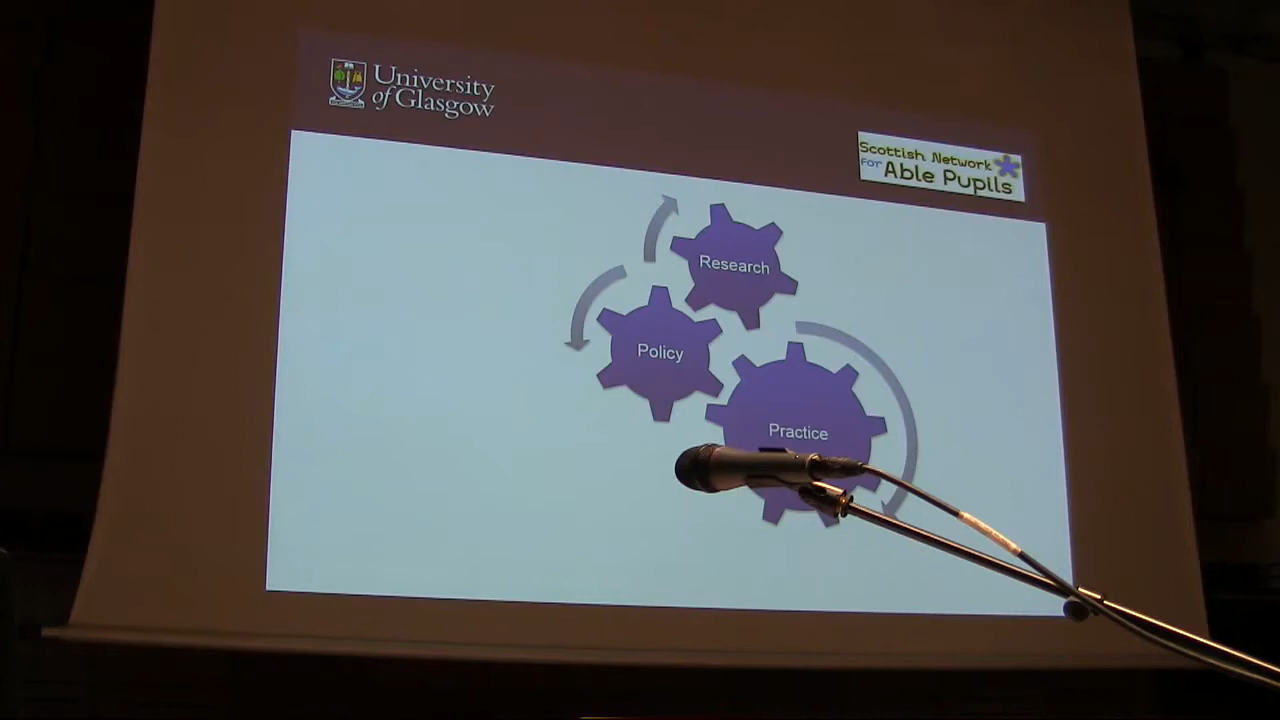 University
of Glasgow
Scottish Network
for Able Pupils
Research
Policy
Practice